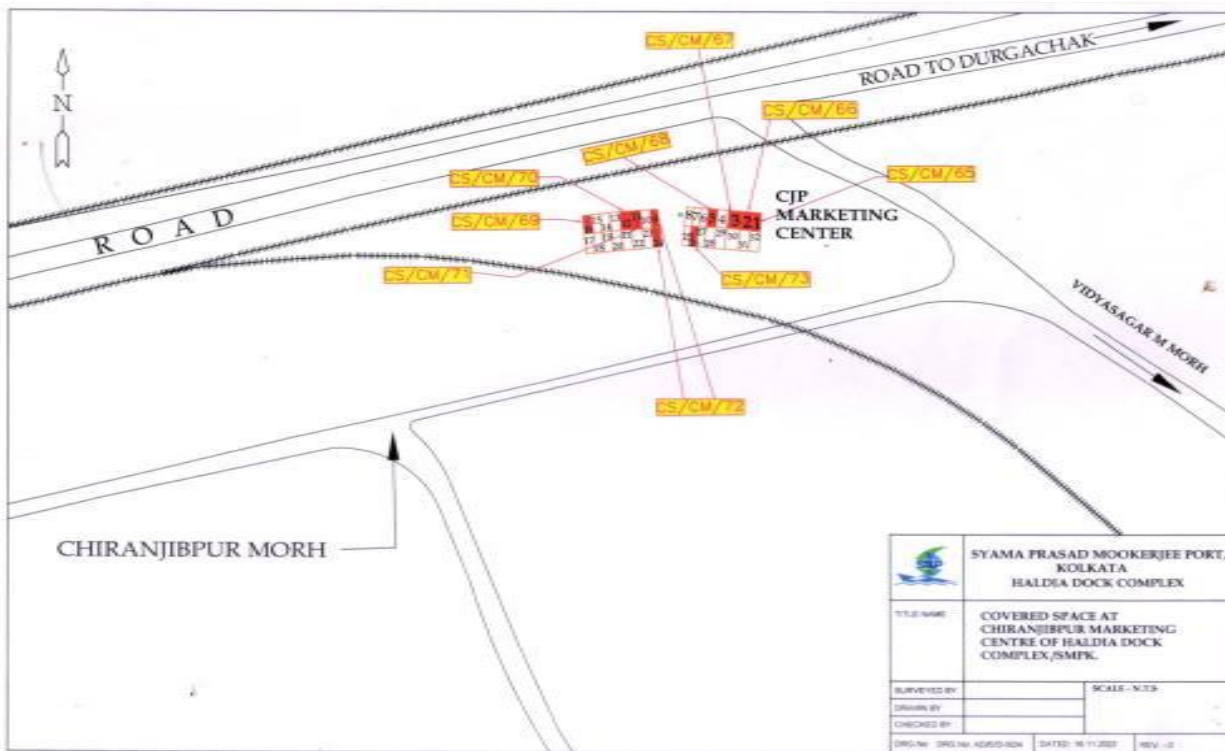 CS/CM/67
ROAD TO DURGACHAK
N
CS/CM/66
CS/CM/68
CS/CM/70
CS/CM/65
CS/CM/69
ROAD
CJP
MARKETING
CENTER
CS/CM/71
CS/CM/73
VIDYASAGAR M MORH
CS/CM/72
CHIRANJIBPUR MORH
SYAMA PRASAD MOOKERJEE PORT,
KOLKATA
HALDIA DOCK COMPLEX
TITLE NAME
COVERED SPACE AT
CHIRANJIBPUR MARKETING
CENTRE OF HALDIA DOCK
COMPLEX/SMPK.
SURVEYED BY
SCALE - N.T.S
DRAWN BY
CHECKED BY